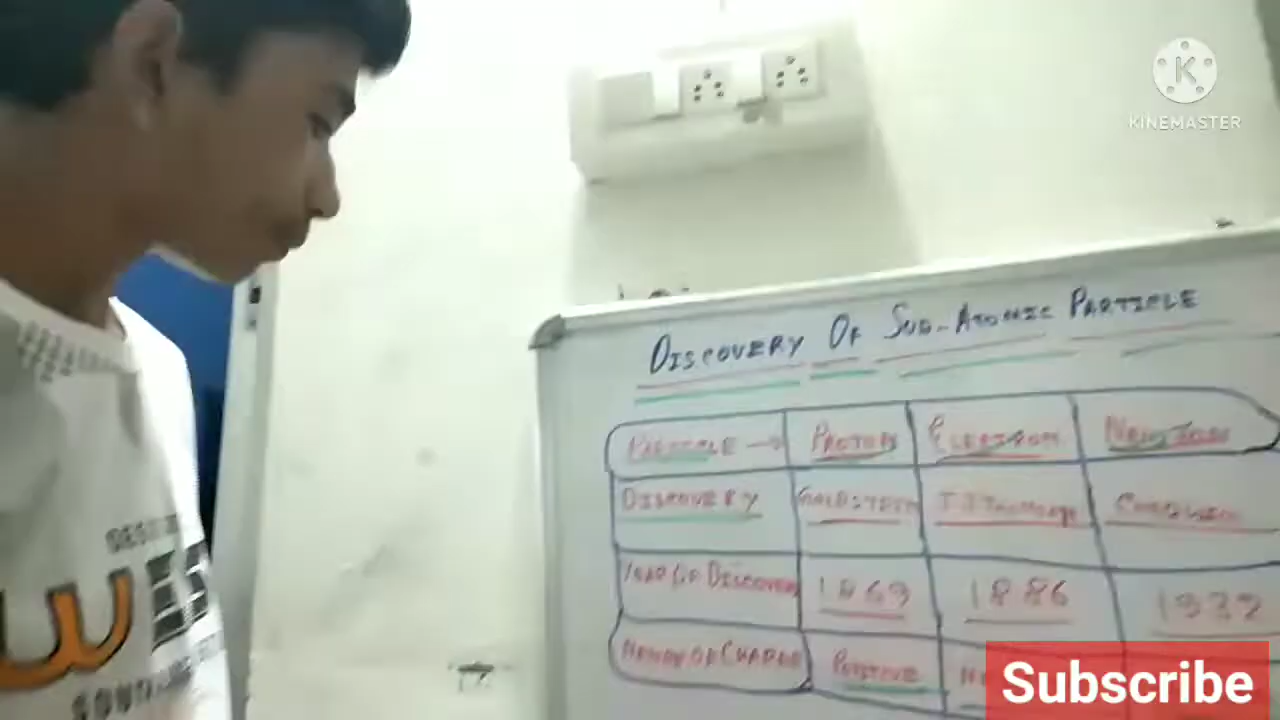 KINEMASTER
DISCOVERY OF SUB-ATOMIC PARTICLE
PARTICLE → PROTON ELECTRON NEUTRON
DISCOVERY GOLDSTEIN J.J THOMSON
YEAR OF DISCOVERY 1869 1886 1932
NATURE OF CHARGE POSITIVE
Subscribe